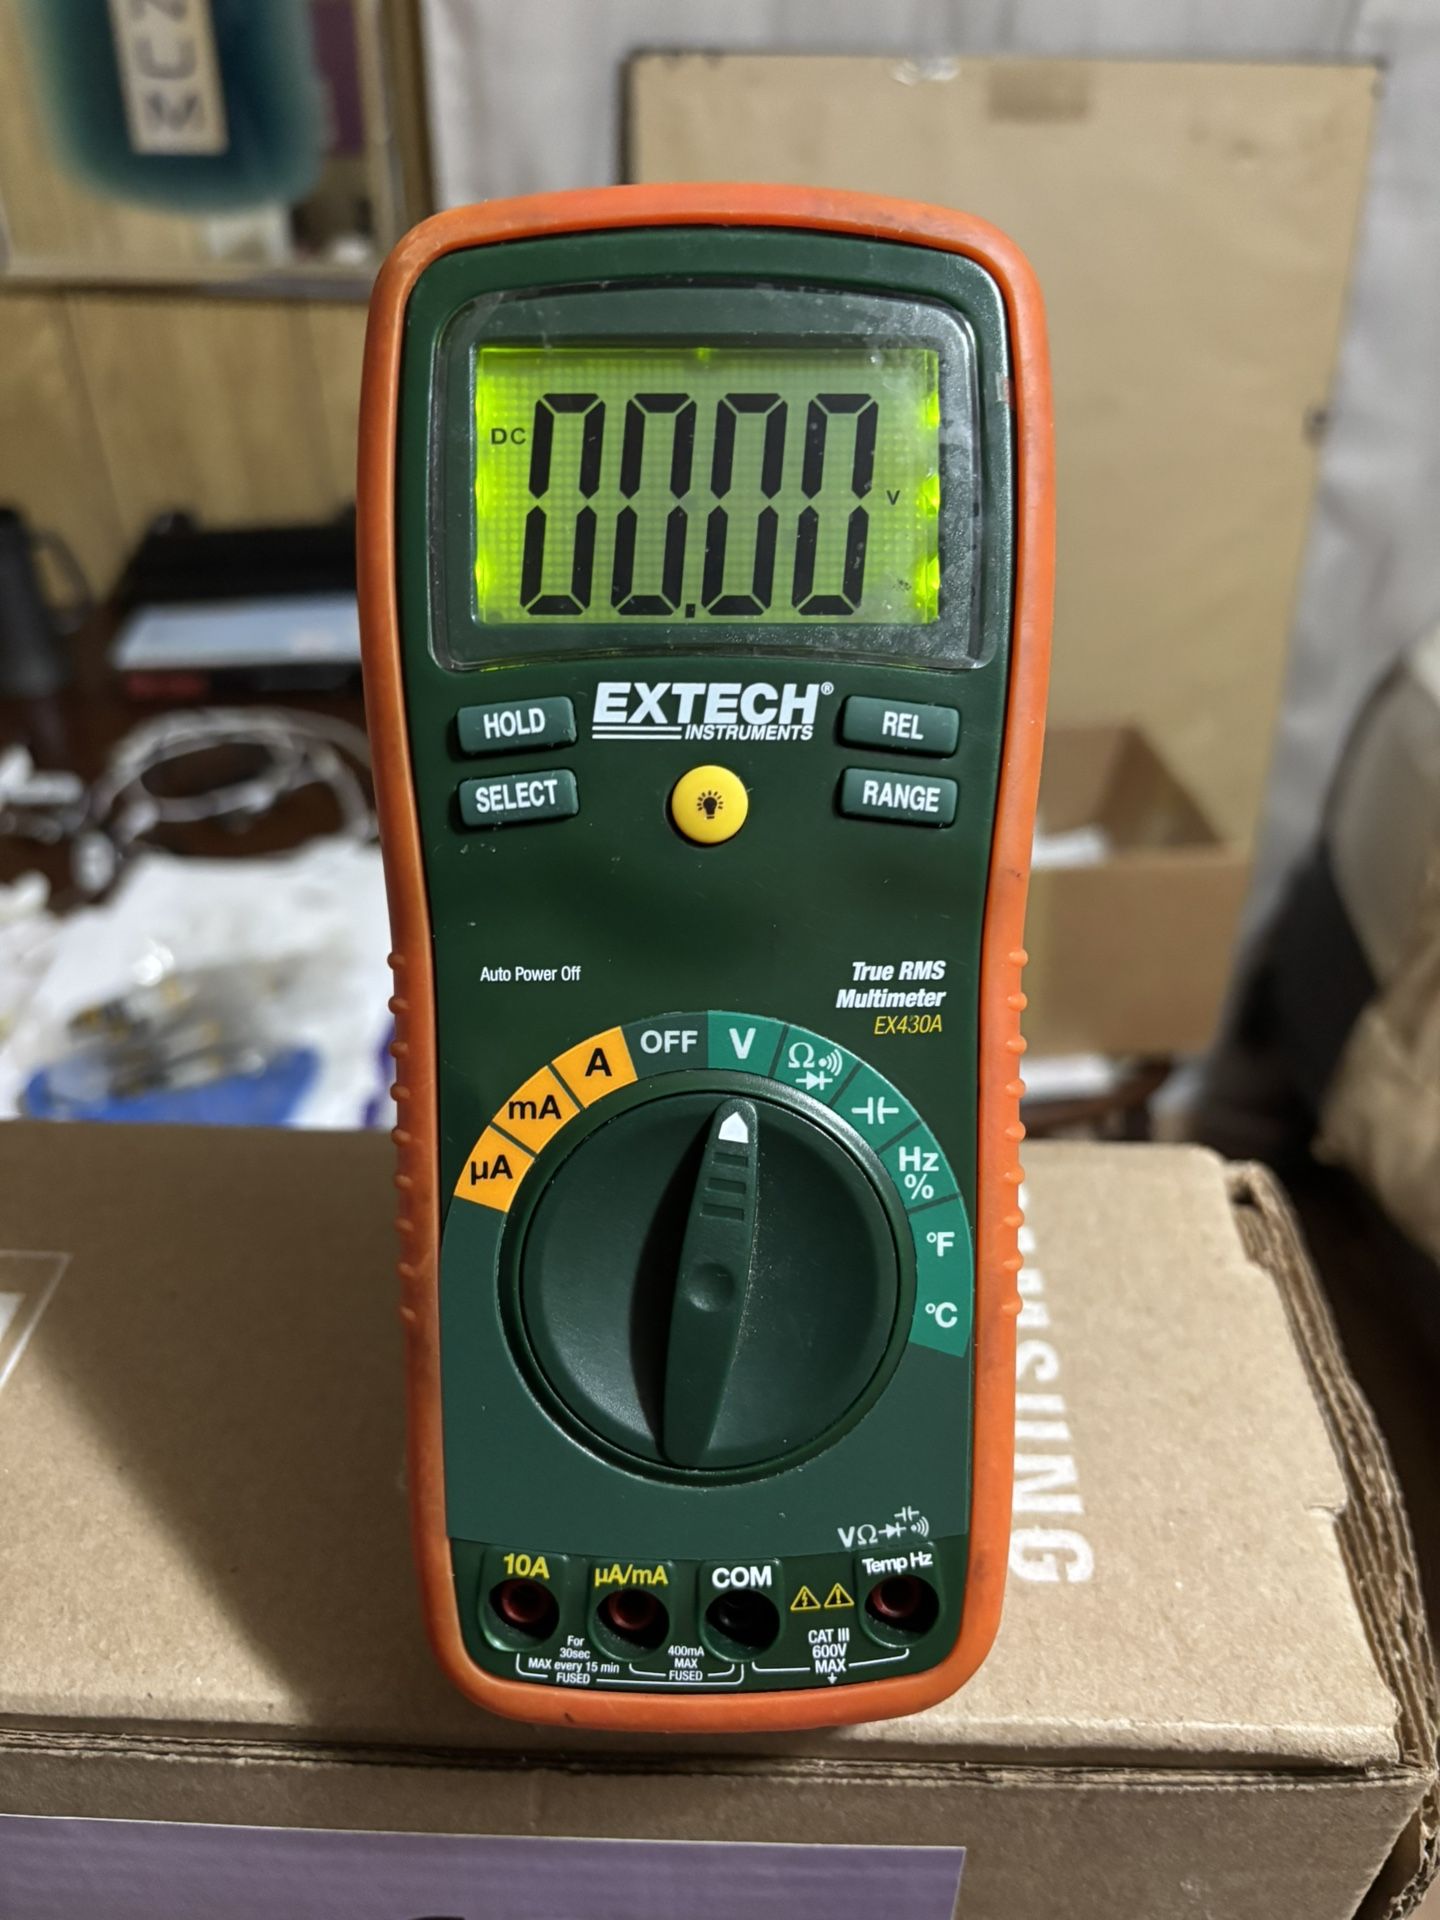 NUM
DC
00.00
V
EXTECH®
INSTRUMENTS
HOLD
REL
SELECT
RANGE
Auto Power Off
True RMS
Multimeter
EX430A
µA
mA
A
OFF
V
Ω
Hz
%
°F
°C
VΩ
10A
µA/mA
COM
Temp Hz
For
30sec
MAX every 15 min
FUSED
400mA
MAX
FUSED
CAT III
600V
MAX
MSUNG